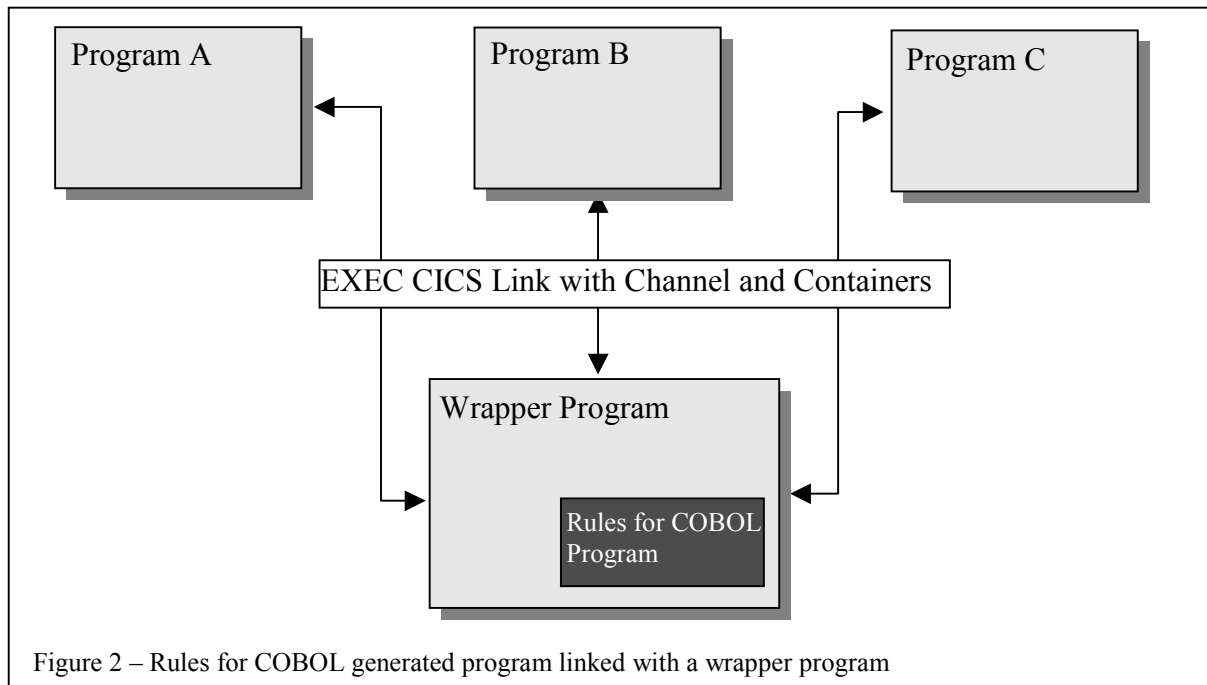 Program A
Program B
Program C
EXEC CICS Link with Channel and Containers
Wrapper Program
Rules for COBOL
Program
Figure 2 – Rules for COBOL generated program linked with a wrapper program